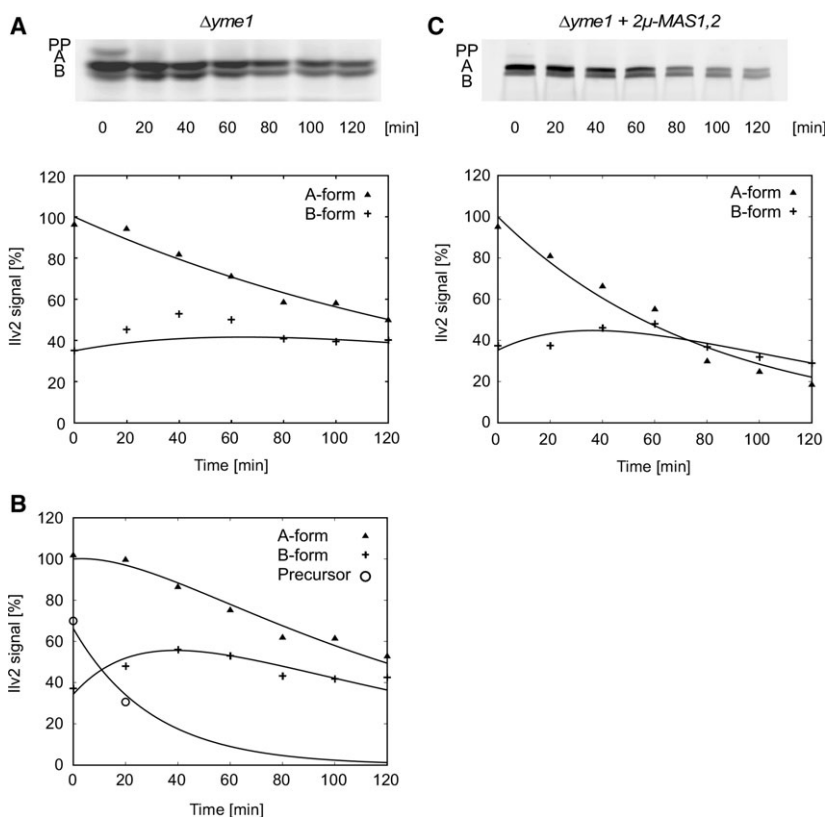 A
Δyme1
PP
A
B
0 20 40 60 80 100 120 [min]
120
100
80
60
40
20
0
Ilv2 signal [%]
A-form
B-form
0 20 40 60 80 100 120
Time [min]
B
120
100
80
60
40
20
0
Ilv2 signal [%]
A-form
B-form
Precursor
0 20 40 60 80 100 120
Time [min]
C
Δyme1 + 2µ-MAS1,2
PP
A
B
0 20 40 60 80 100 120 [min]
120
100
80
60
40
20
0
Ilv2 signal [%]
A-form
B-form
0 20 40 60 80 100 120
Time [min]